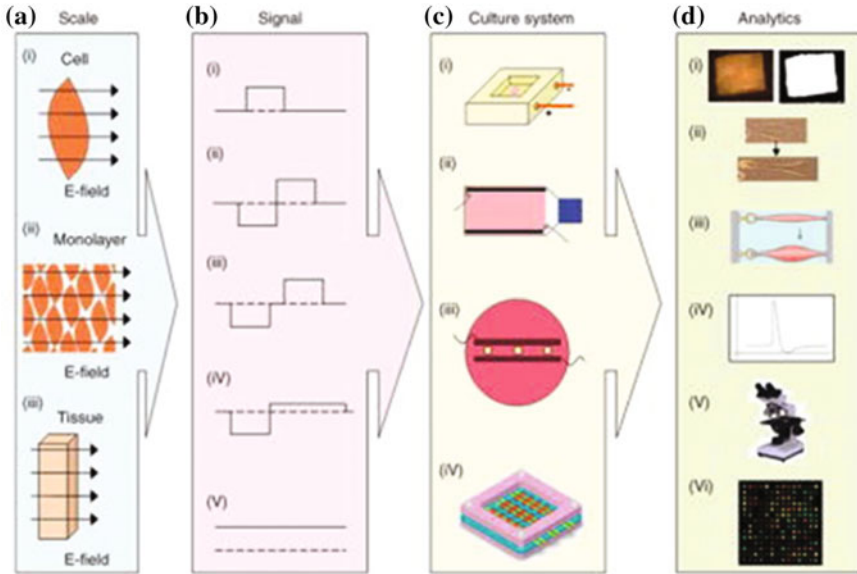 (a) Scale
(i)
Cell
E-field
(ii)
Monolayer
E-field
(iii)
Tissue
E-field
(b) Signal
(i)
(ii)
(iii)
(iV)
(V)
(c) Culture system
(i)
(ii)
(iii)
(iV)
(d) Analytics
(i)
(ii)
(iii)
(iV)
(V)
(Vi)